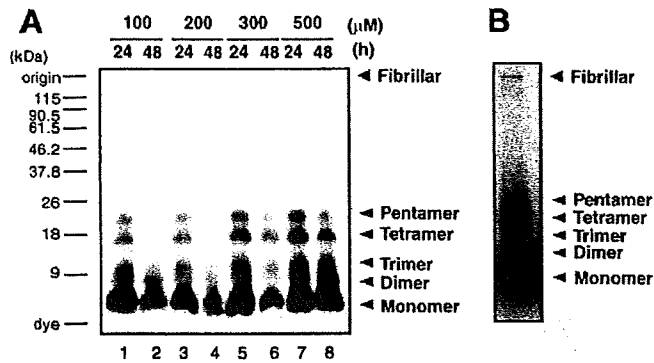 A
100 200 300 500 (μM)
24 48 24 48 24 48 24 48 (h)
(kDa)
origin
115
90.5
61.5
46.2
37.8
26
18
9
dye
Fibrillar
Pentamer
Tetramer
Trimer
Dimer
Monomer
1 2 3 4 5 6 7 8
B
Fibrillar
Pentamer
Tetramer
Trimer
Dimer
Monomer